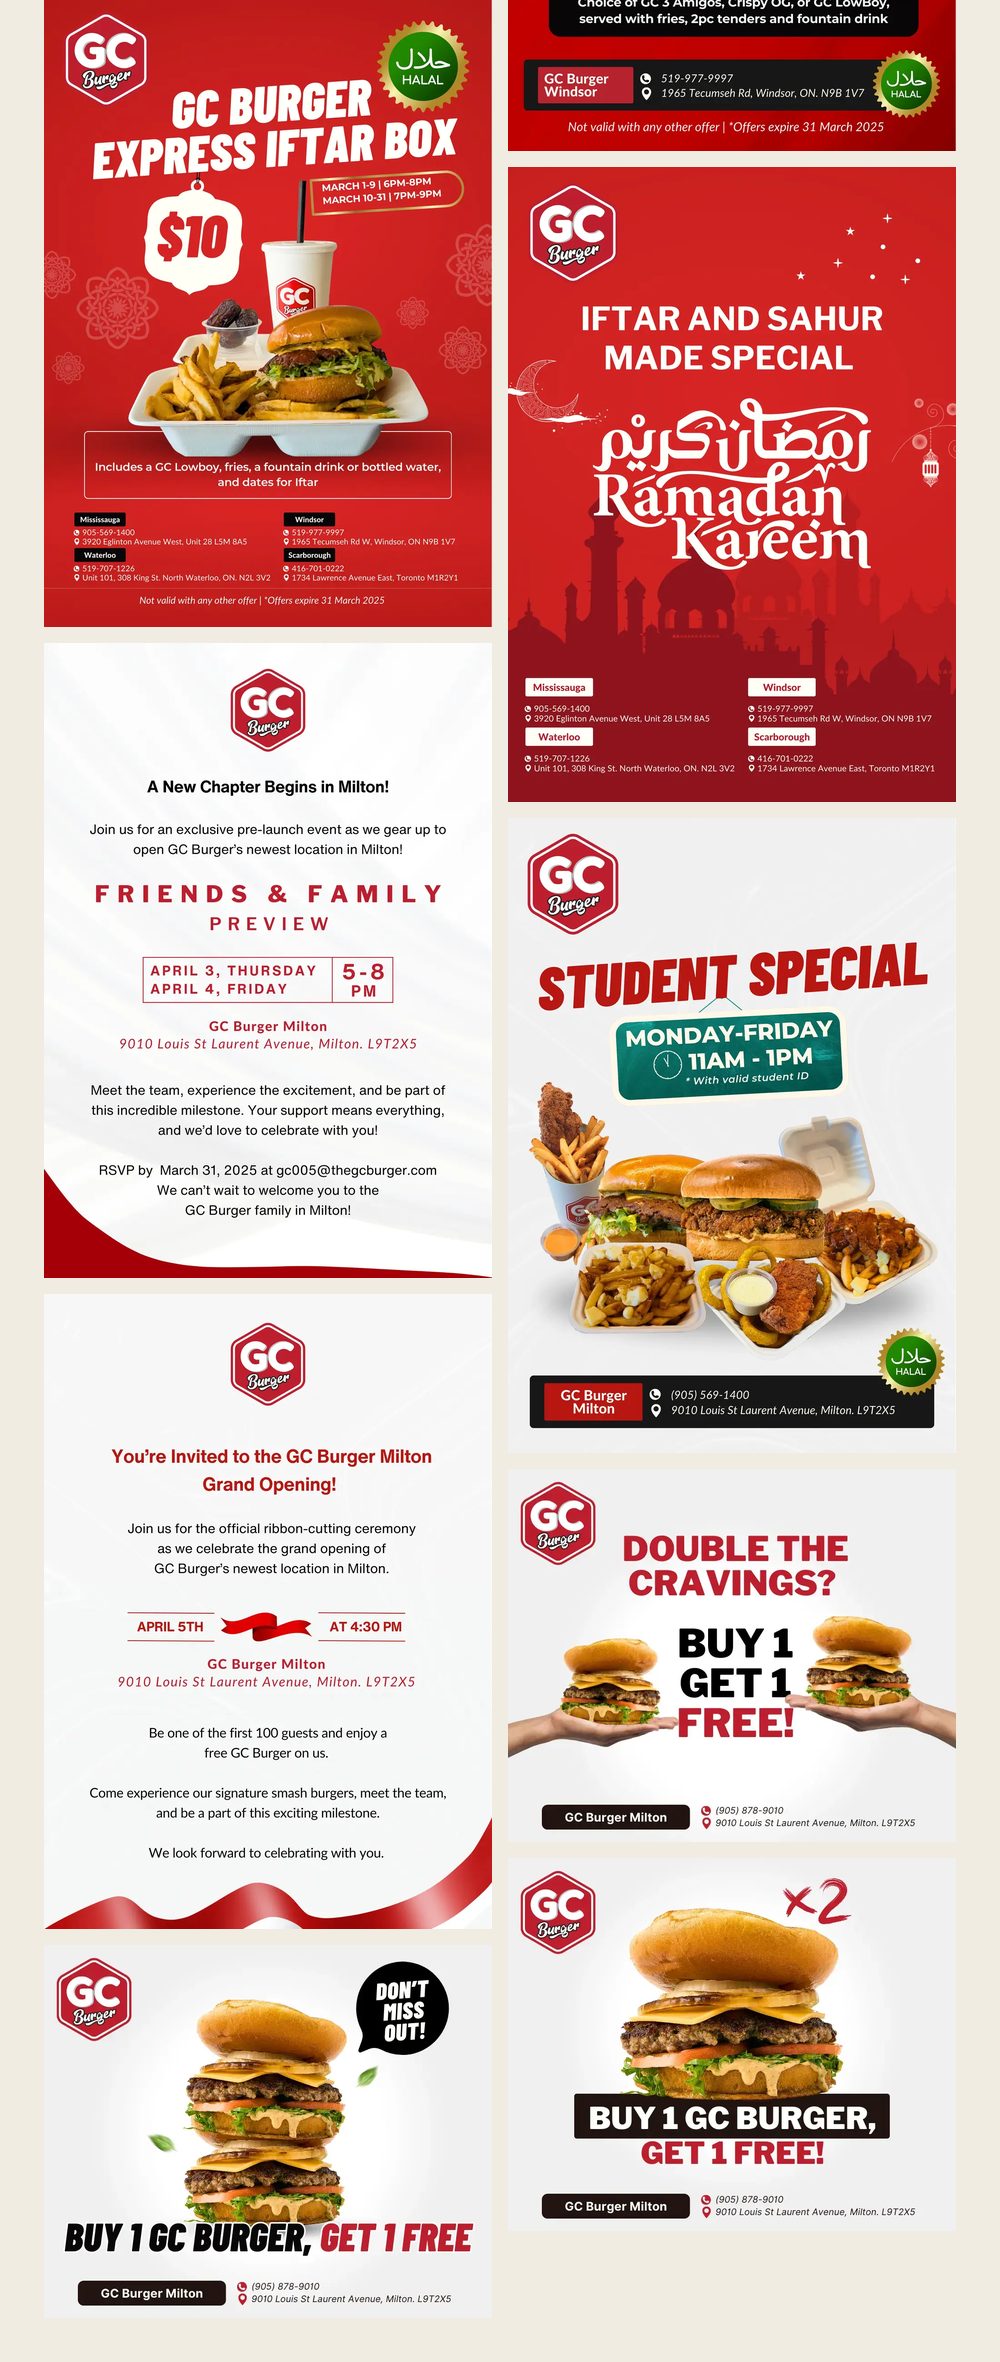 GC
Burger
حلال
HALAL
GC BURGER
EXPRESS IFTAR BOX
MARCH 1-9 | 6PM-8PM
MARCH 10-31 | 7PM-9PM
$10
GC
Burger
Includes a GC Lowboy, fries, a fountain drink or bottled water,
and dates for Iftar
Mississauga
905-569-1400
3920 Eglinton Avenue West, Unit 28 L5M 8A5
Waterloo
519-707-1226
Unit 101, 308 King St. North Waterloo, ON. N2L 3V2
Windsor
519-977-9997
1965 Tecumseh Rd W, Windsor, ON N9B 1V7
Scarborough
416-701-0222
1734 Lawrence Avenue East, Toronto M1R2Y1
Not valid with any other offer | *Offers expire 31 March 2025
GC
Burger
A New Chapter Begins in Milton!
Join us for an exclusive pre-launch event as we gear up to
open GC Burger's newest location in Milton!
FRIENDS & FAMILY
PREVIEW
APRIL 3, THURSDAY
APRIL 4, FRIDAY
5-8
PM
GC Burger Milton
9010 Louis St Laurent Avenue, Milton. L9T2X5
Meet the team, experience the excitement, and be part of
this incredible milestone. Your support means everything,
and we'd love to celebrate with you!
RSVP by March 31, 2025 at gc005@thegcburger.com
We can't wait to welcome you to the
GC Burger family in Milton!
GC
Burger
You're Invited to the GC Burger Milton
Grand Opening!
Join us for the official ribbon-cutting ceremony
as we celebrate the grand opening of
GC Burger's newest location in Milton.
APRIL 5TH
AT 4:30 PM
GC Burger Milton
9010 Louis St Laurent Avenue, Milton. L9T2X5
Be one of the first 100 guests and enjoy a
free GC Burger on us.
Come experience our signature smash burgers, meet the team,
and be a part of this exciting milestone.
We look forward to celebrating with you.
GC
Burger
DON'T
MISS
OUT!
BUY 1 GC BURGER, GET 1 FREE
GC Burger Milton
(905) 878-9010
9010 Louis St Laurent Avenue, Milton. L9T2X5
Choice of GC 3 Amigos, Crispy OG, or GC LowBoy,
served with fries, 2pc tenders and fountain drink
GC Burger
Windsor
519-977-9997
1965 Tecumseh Rd, Windsor, ON. N9B 1V7
حلال
HALAL
Not valid with any other offer | *Offers expire 31 March 2025
GC
Burger
IFTAR AND SAHUR
MADE SPECIAL
رمضان كريم
Ramadan
Kareem
Mississauga
905-569-1400
3920 Eglinton Avenue West, Unit 28 L5M 8A5
Waterloo
519-707-1226
Unit 101, 308 King St. North Waterloo, ON. N2L 3V2
Windsor
519-977-9997
1965 Tecumseh Rd W, Windsor, ON N9B 1V7
Scarborough
416-701-0222
1734 Lawrence Avenue East, Toronto M1R2Y1
GC
Burger
STUDENT SPECIAL
MONDAY-FRIDAY
11AM - 1PM
* With valid student ID
GC
حلال
HALAL
GC Burger
Milton
(905) 569-1400
9010 Louis St Laurent Avenue, Milton. L9T2X5
GC
Burger
DOUBLE THE
CRAVINGS?
BUY 1
GET 1
FREE!
GC Burger Milton
(905) 878-9010
9010 Louis St Laurent Avenue, Milton. L9T2X5
GC
Burger
x2
BUY 1 GC BURGER,
GET 1 FREE!
GC Burger Milton
(905) 878-9010
9010 Louis St Laurent Avenue, Milton. L9T2X5